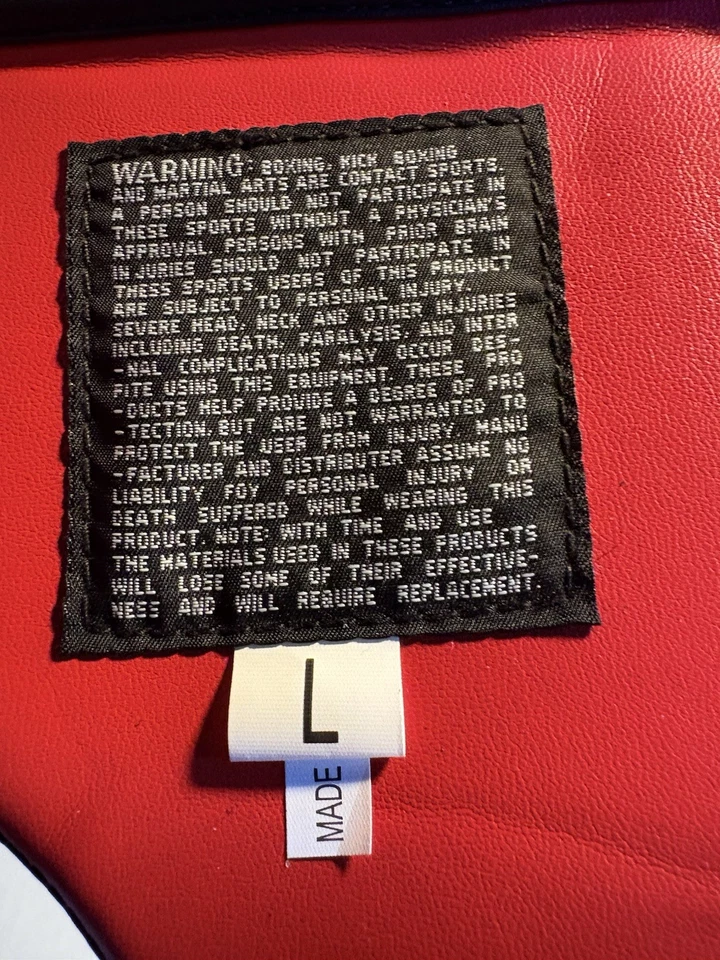 WARNING: BOXING, KICK BOXING
AND MARTIAL ARTS ARE CONTACT SPORTS.
A PERSON SHOULD NOT PARTICIPATE IN
THESE SPORTS WITHOUT A PHYSICIAN'S
APPROVAL. PERSONS WITH PRIOR BRAIN
INJURIES SHOULD NOT PARTICIPATE IN
THESS SPORTS USEFS OF THIS PRODUCT
ARE SUBJECT TO PERSONAL INJURY.
SEVERE HEAD, NECK AND OTHER INJURIES
INCLUDING DEATH, PARALYSIS, AND INTER
-NAL COMPLICATIONS MAY OCCUR DES-
PITE USING THIS EQUIPMENT. THESE PRO
-DUCTS HELP PROVIDE A DEGREE OF PRO
-TECTION BUT ARE NOT WARRANTED TO
PROTECT THE USER FROM INJURY MANU
-FACTURER AND DISTRIBUTER ASSUME NO
LIABILITY FOY PERSONAL INJURY OR
DEATH SUFFERED WHILE WEARING THIS
PRODUCT. NOTE: WITH TIME AND USE
THE MATERIALS USED IN THESE PRODUCTS
WILL LOSE SOME OF THEIR EFFECTIVE-
NESS AND WILL REQUIRE REPLACEMENT.
L
MADE